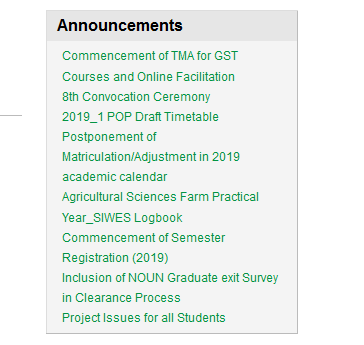 Announcements
Commencement of TMA for GST
Courses and Online Facilitation
8th Convocation Ceremony
2019_1 POP Draft Timetable
Postponement of
Matriculation/Adjustment in 2019
academic calendar
Agricultural Sciences Farm Practical
Year_SIWES Logbook
Commencement of Semester
Registration (2019)
Inclusion of NOUN Graduate exit Survey
in Clearance Process
Project Issues for all Students